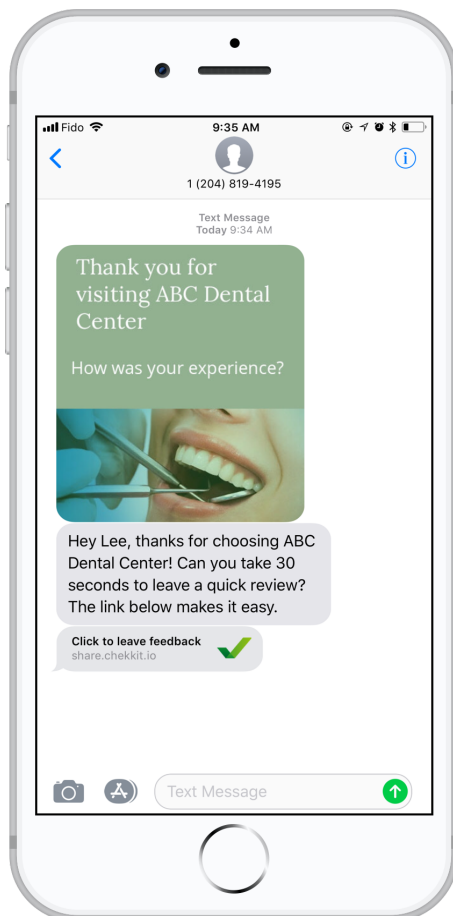 Fido 9:35 AM
1 (204) 819-4195
Text Message
Today 9:34 AM
Thank you for
visiting ABC Dental
Center
How was your experience?
Hey Lee, thanks for choosing ABC
Dental Center! Can you take 30
seconds to leave a quick review?
The link below makes it easy.
Click to leave feedback
share.chekkit.io
Text Message